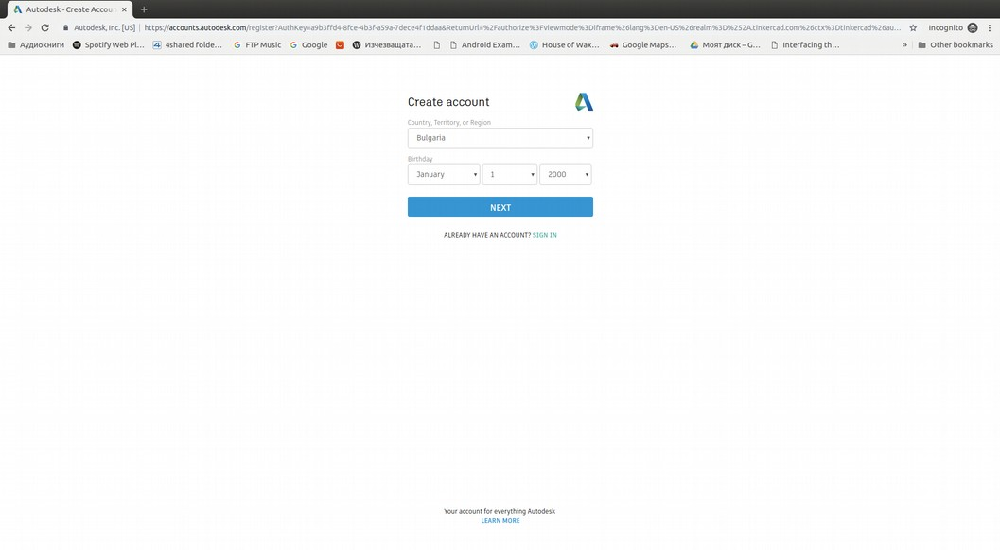 Autodesk - Create Accoun
Autodesk, Inc. [US]
https://accounts.autodesk.com/register?AuthKey=a9b3ffd4-8fce-4b3f-a59a-7dece4f1ddaa&ReturnUrl=%2Fauthorize%3Fviewmode%3Diframe%26lang%3Den-US%26realm%3D%252A.tinkercad.com%26ctx%3Dtinkercad%26au...
Incognito
Аудиокниги
Spotify Web Pl...
4shared folde...
FTP Music
Google
Изчезващата...
Android Exam...
House of Wax...
Google Maps...
Моят диск – G...
Interfacing th...
»
Other bookmarks
Create account
Country, Territory, or Region
Bulgaria
Birthday
January 1 2000
NEXT
ALREADY HAVE AN ACCOUNT? SIGN IN
Your account for everything Autodesk
LEARN MORE